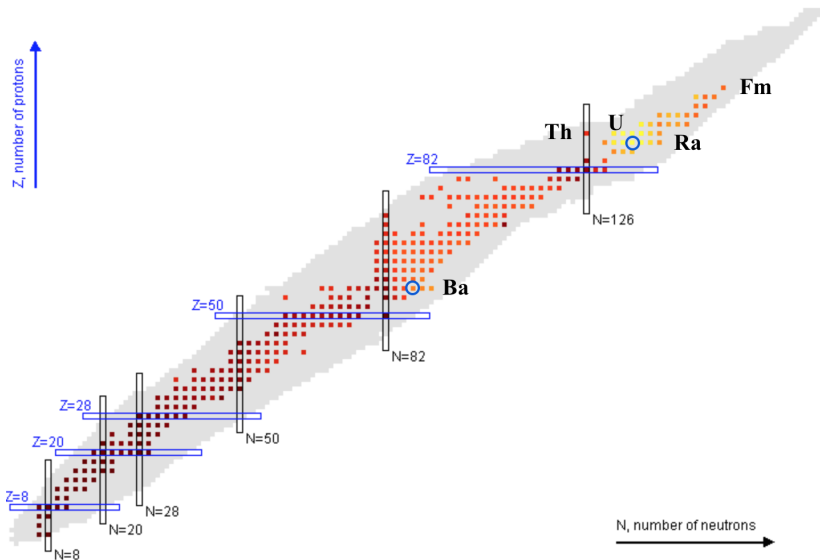 Z, number of protons
Fm
Th
U
Ra
Z=82
N=126
Ba
Z=50
N=82
Z=28
N=50
Z=20
N=28
Z=8
N=20
N=8
N, number of neutrons